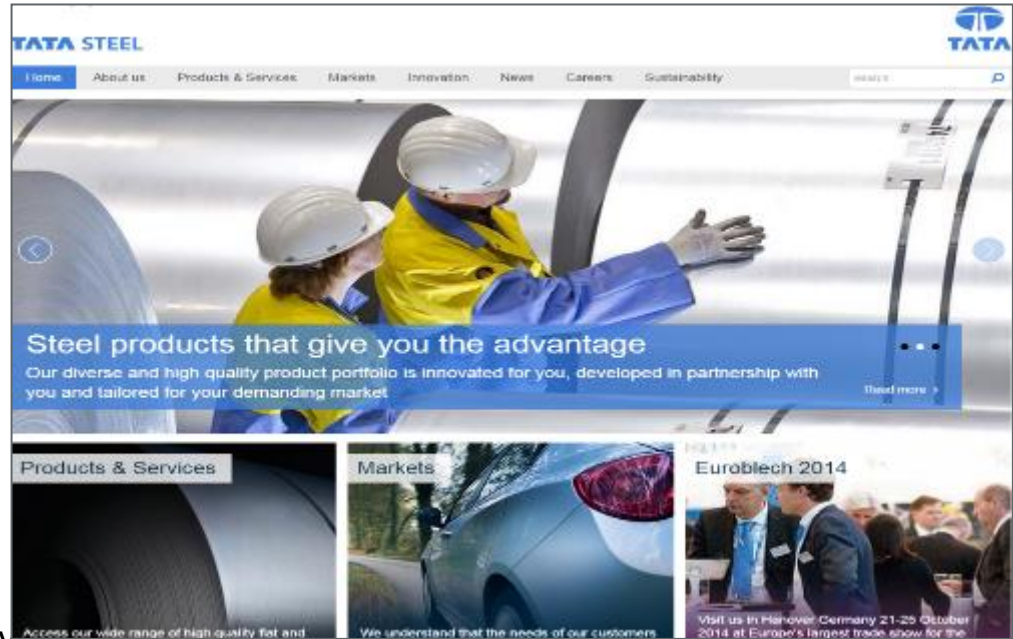 TATA STEEL
TATA
Home About us Products & Services Markets Innovation News Careers Sustainability
Steel products that give you the advantage
Our diverse and high quality product portfolio is innovated for you, developed in partnership with
you and tailored for your demanding market
Read more
Products & Services
Markets
Euroblech 2014
Access our wide range of high quality flat and
We understand that the needs of our customers
Visit us in Hanover Germany 21-25 October
2014 at Europe's largest trade show for